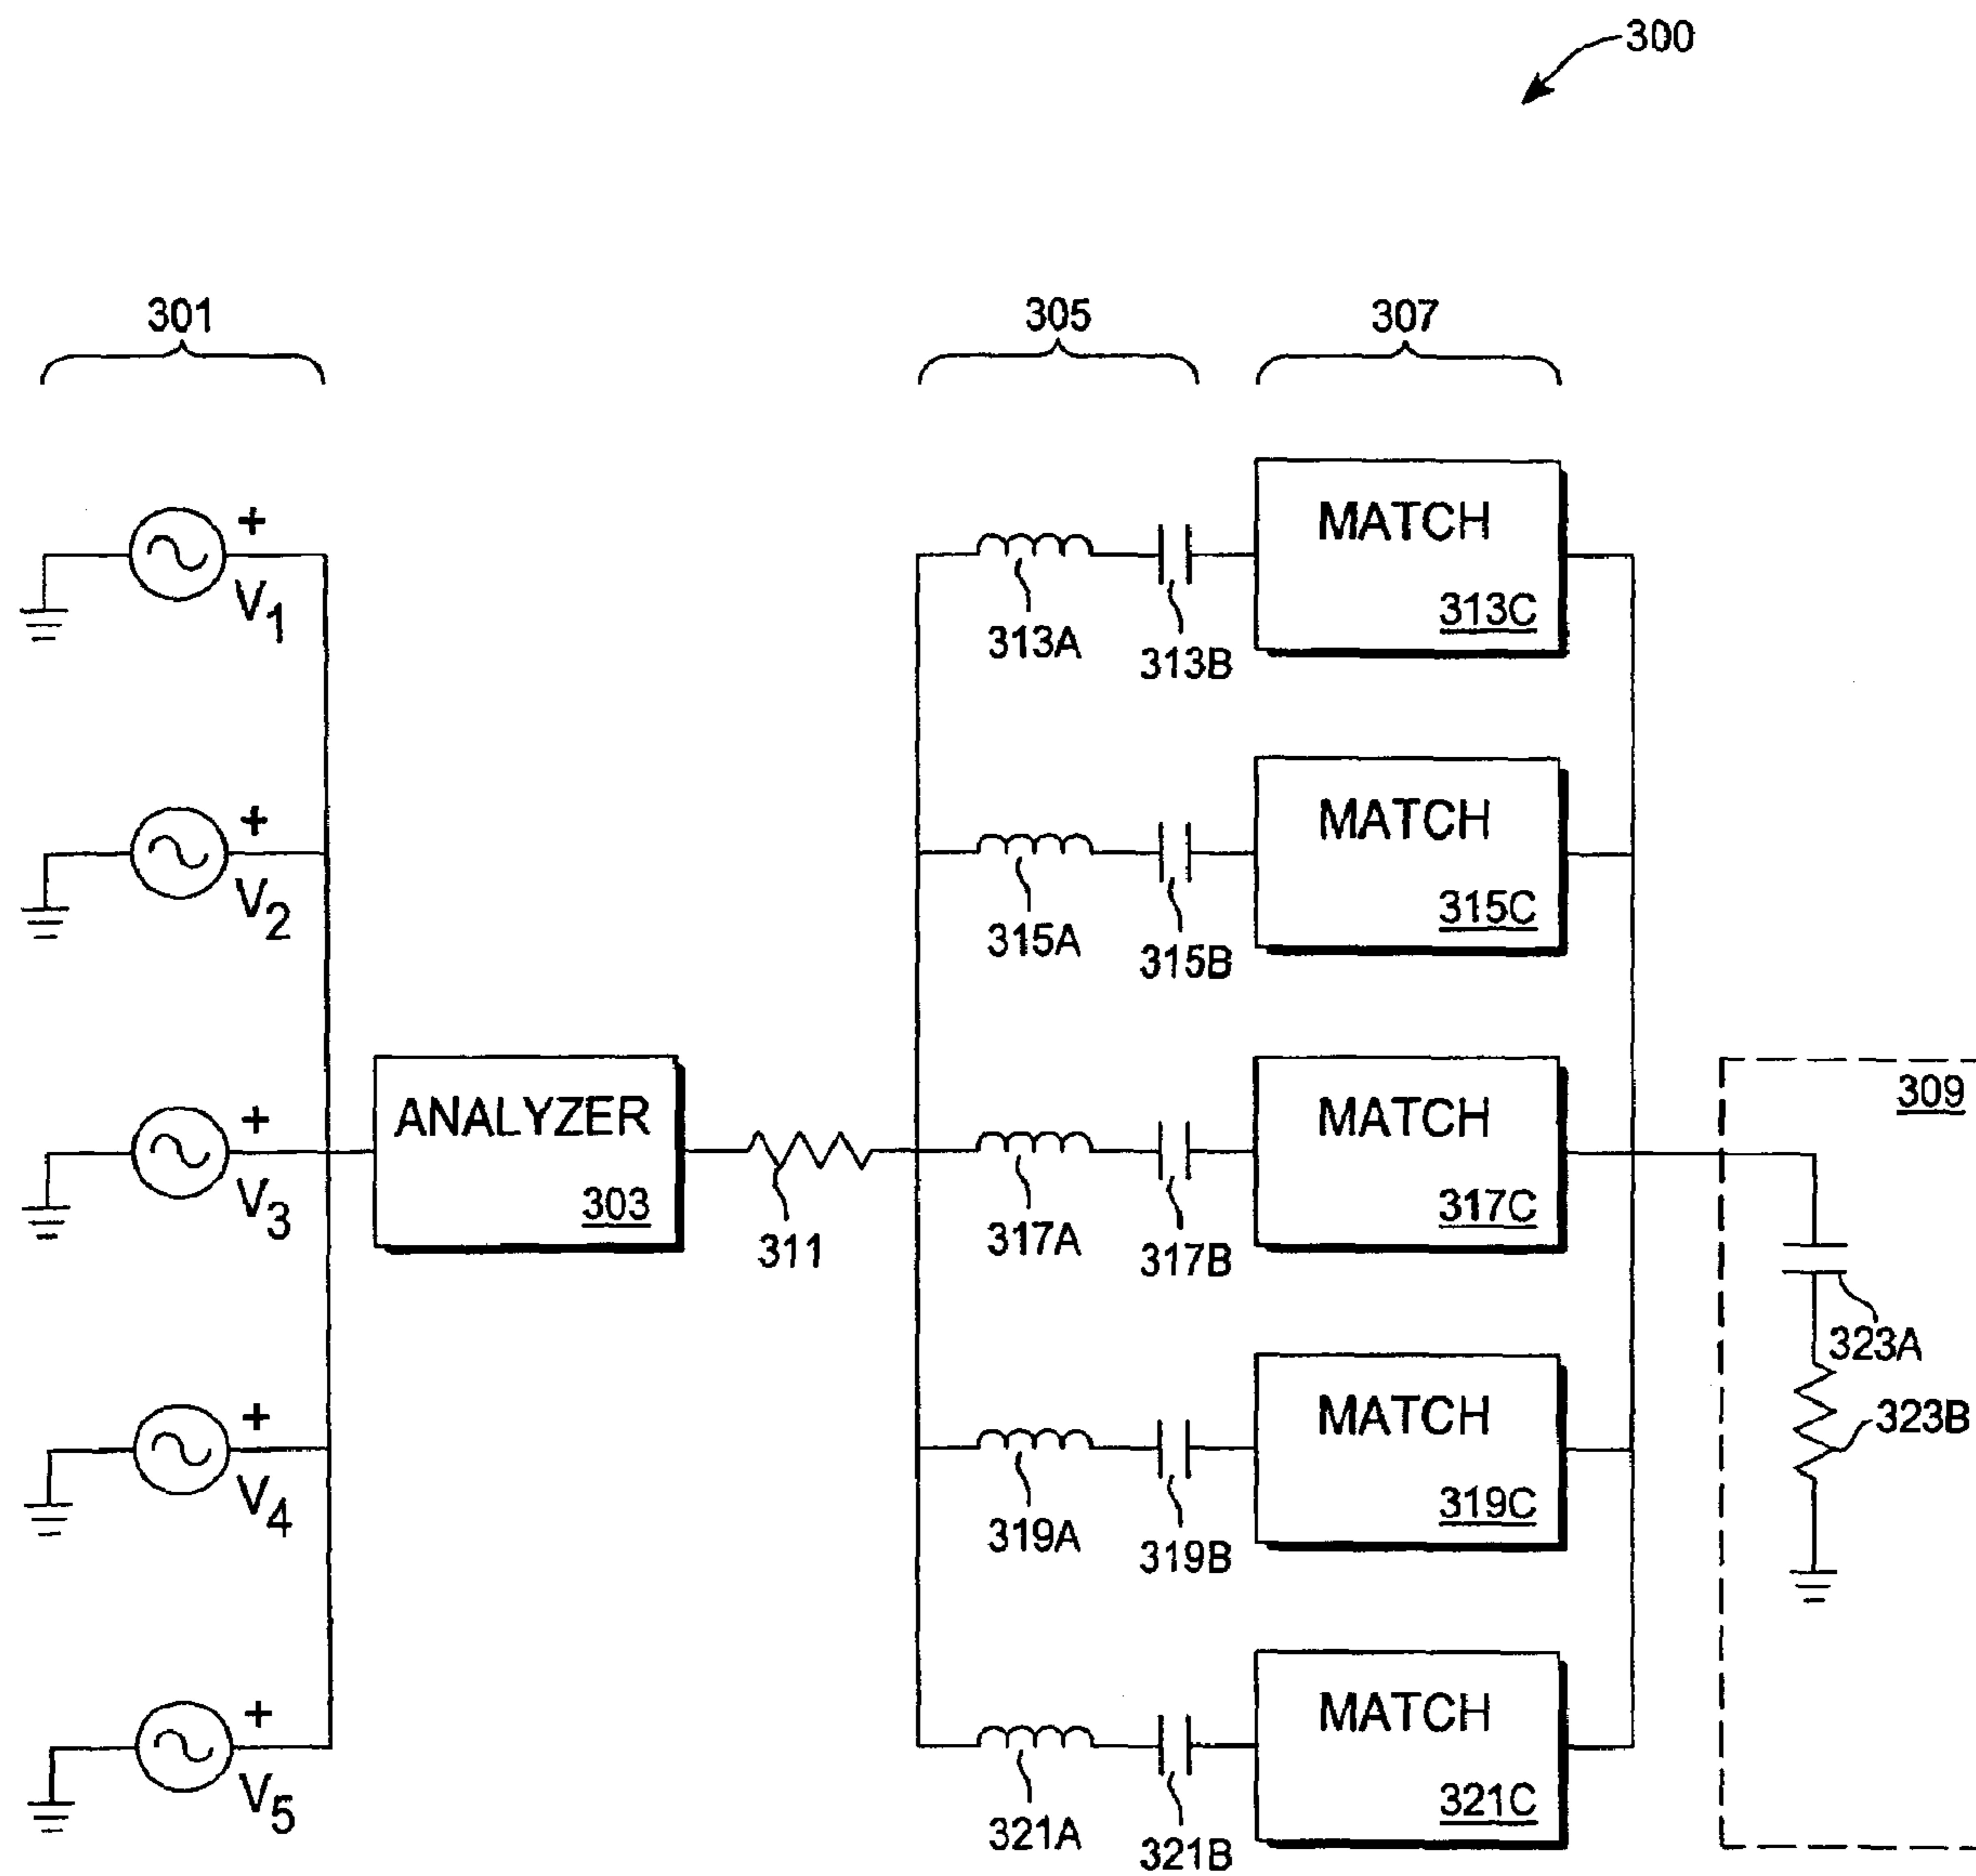 300
301
305
307
+
V1
MATCH
313C
313A
313B
+
V2
MATCH
315C
315A
315B
+
V3
ANALYZER
303
311
MATCH
317C
317A
317B
309
323A
323B
+
V4
MATCH
319C
319A
319B
+
V5
MATCH
321C
321A
321B